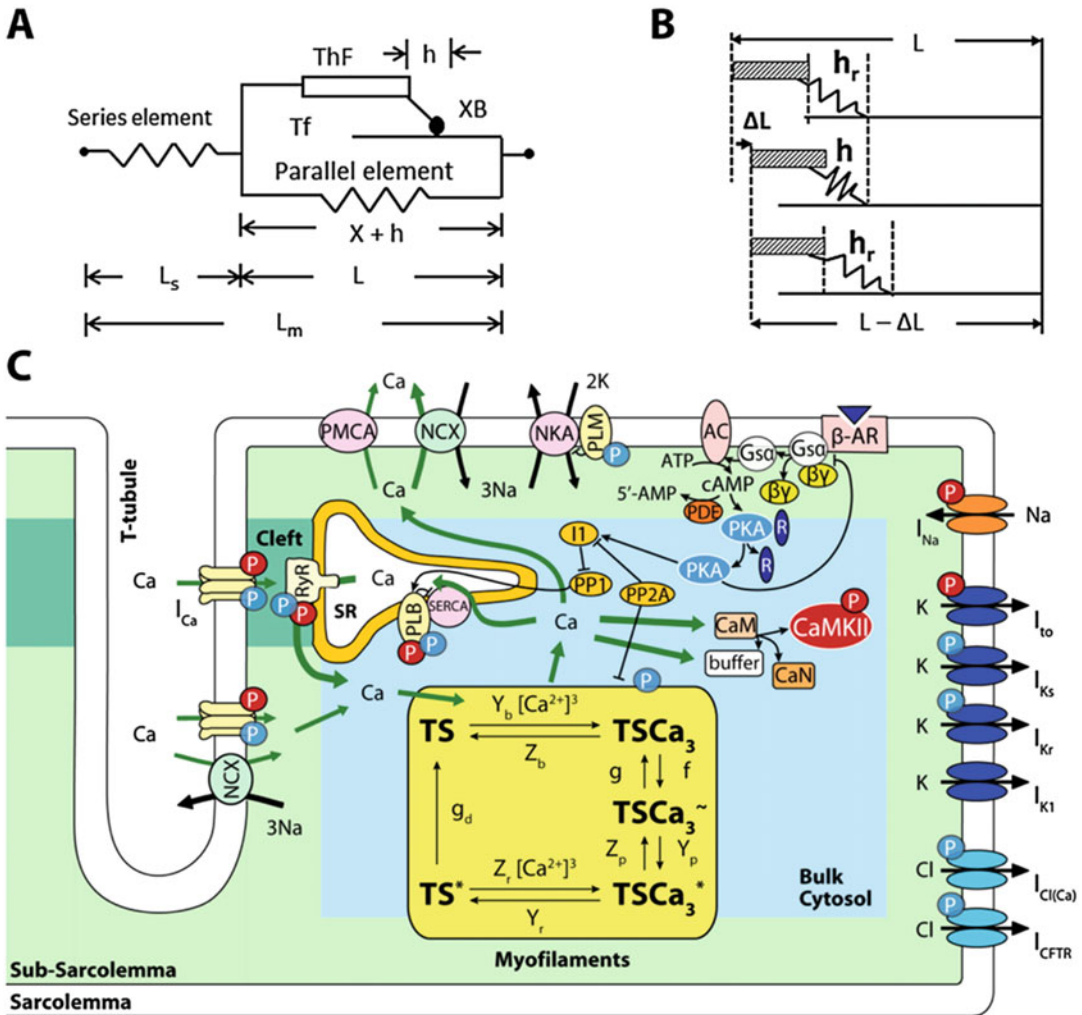 A
ThF
h
Series element
Tf
XB
Parallel element
X + h
Ls
L
Lm
B
L
hr
ΔL
h
hr
L – ΔL
C
T-tubule
Ca
2K
PMCA
NCX
NKA
PLM
P
AC
Gsα
Gsα
β-AR
βγ
βγ
ATP
cAMP
5'-AMP
PDE
PKA
R
R
PKA
Ca
3Na
P
INa
Na
Cleft
Ca
ICa
P
P
RyR
P
P
Ca
SR
PLB
SERCA
P
P
I1
PP1
PP2A
Ca
CaM
CaMKII
P
buffer
CaN
P
K
Ito
P
K
IKs
P
K
IKr
K
IK1
P
Cl
ICl(Ca)
P
Cl
ICFTR
Ca
P
P
NCX
3Na
Ca
P
TS
Yb [Ca2+]3
Zb
TSCa3
g
f
TSCa3~
gd
Zp
Yp
TS*
Zr [Ca2+]3
Yr
TSCa3*
Bulk
Cytosol
Myofilaments
Sub-Sarcolemma
Sarcolemma